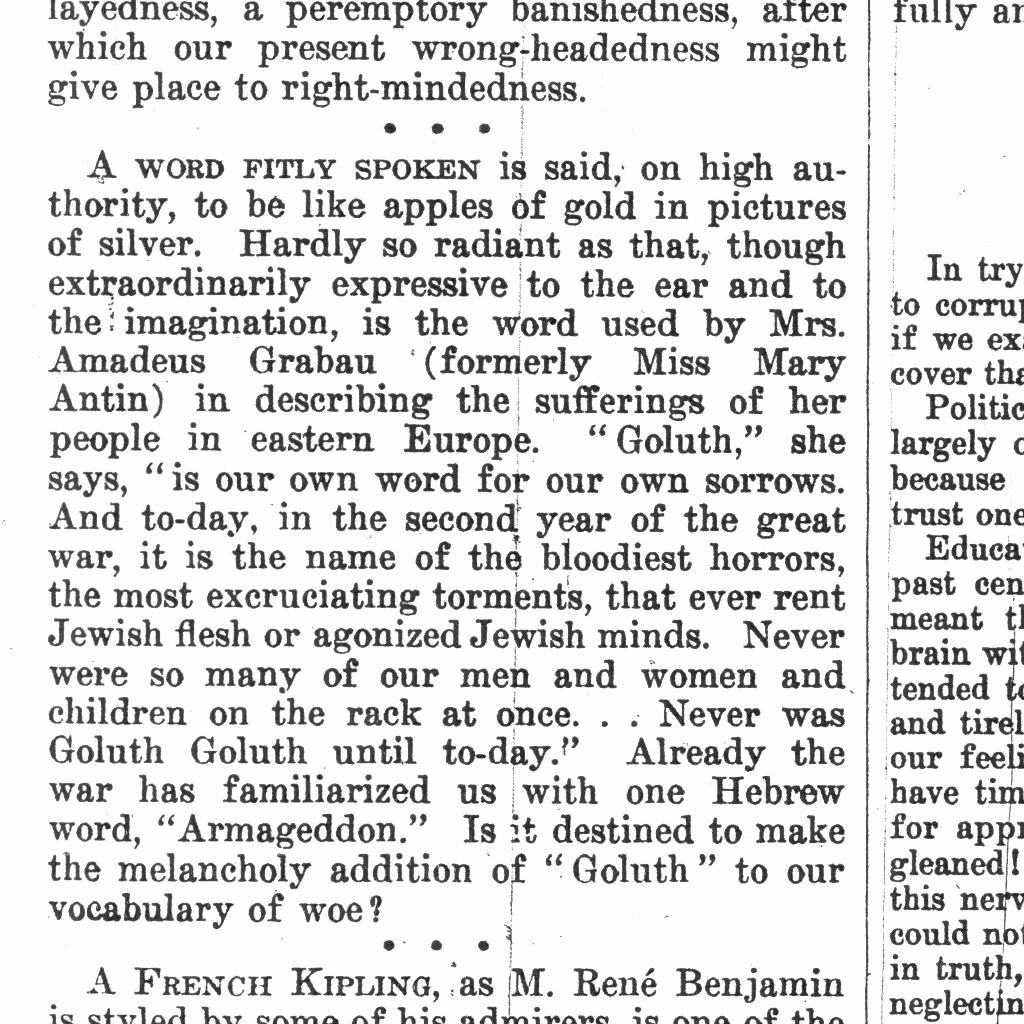 layedness, a peremptory banishedness, after
which our present wrong-headedness might
give place to right-mindedness.
• • •
A WORD FITLY SPOKEN is said, on high au-
thority, to be like apples of gold in pictures
of silver. Hardly so radiant as that, though
extraordinarily expressive to the ear and to
the imagination, is the word used by Mrs.
Amadeus Grabau (formerly Miss Mary
Antin) in describing the sufferings of her
people in eastern Europe. "Goluth," she
says, "is our own word for our own sorrows.
And to-day, in the second year of the great
war, it is the name of the bloodiest horrors,
the most excruciating torments, that ever rent
Jewish flesh or agonized Jewish minds. Never
were so many of our men and women and
children on the rack at once. . . Never was
Goluth Goluth until to-day." Already the
war has familiarized us with one Hebrew
word, "Armageddon." Is it destined to make
the melancholy addition of "Goluth" to our
vocabulary of woe?
• • •
A FRENCH KIPLING, as M. René Benjamin
is styled by some of his admirers, is one of the
fully an
In try
to corrup
if we exa
cover tha
Politic
largely o
because
trust one
Educa
past cen
meant th
brain wit
tended to
and tirel
our feeli
have tim
for appr
gleaned!
this nerv
could not
in truth,
neglectin